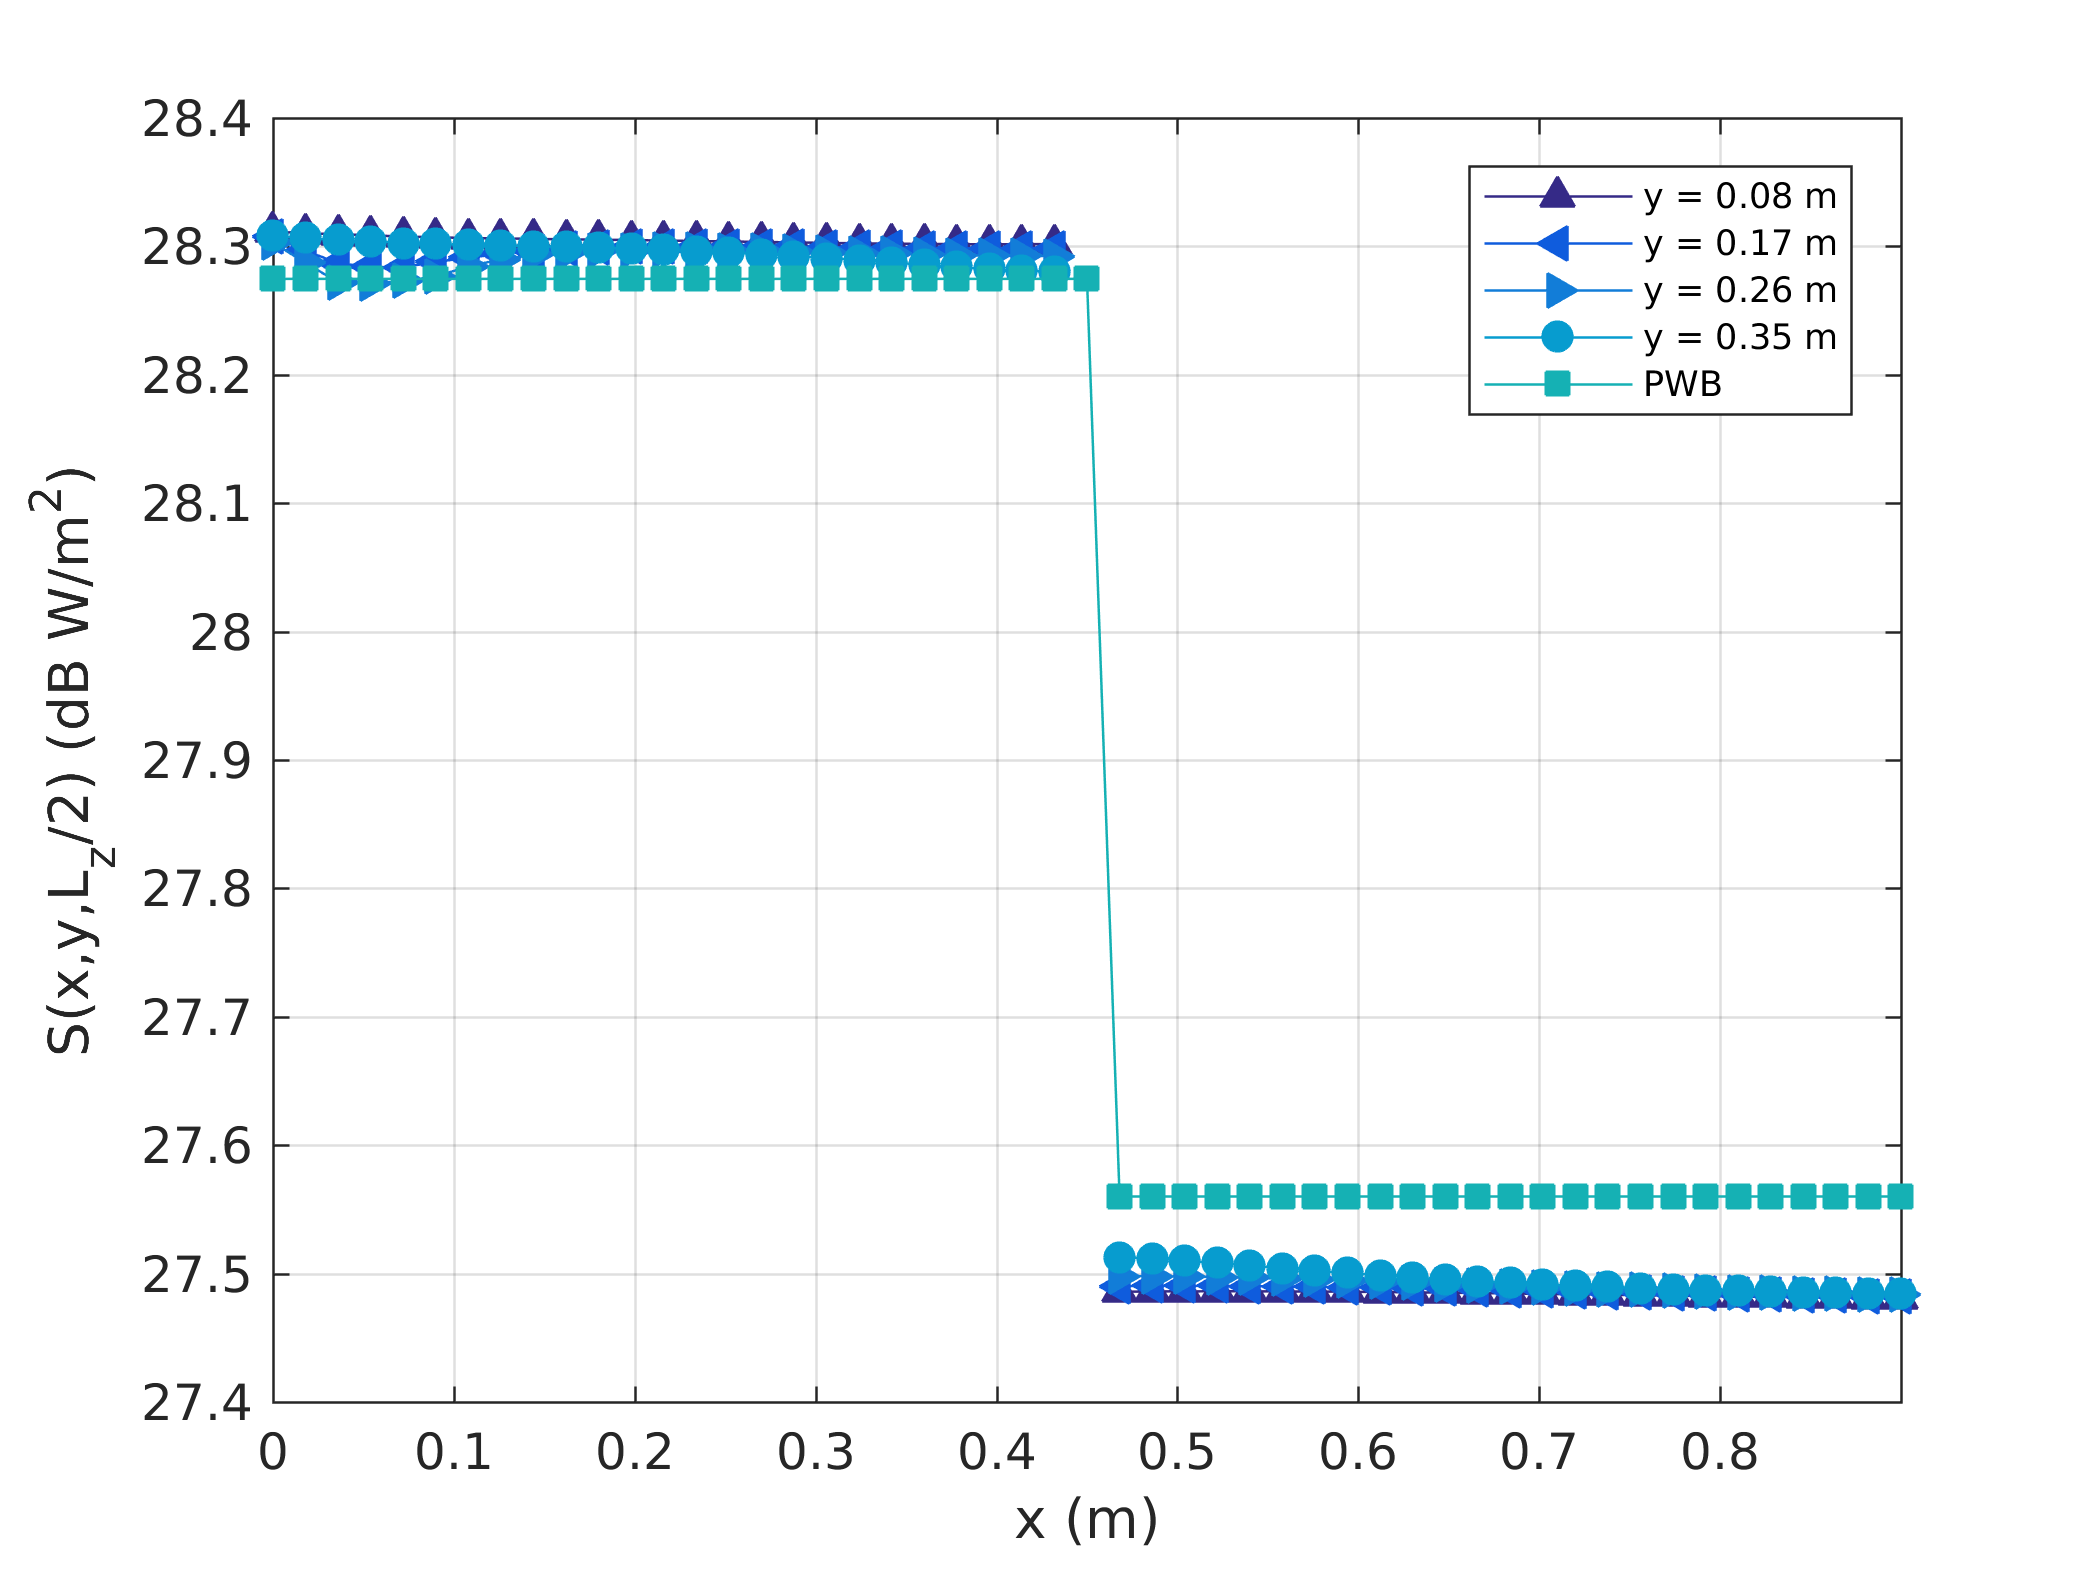 28.4
28.3
28.2
28.1
28
27.9
27.8
27.7
27.6
27.5
27.4
S(x,y,L_z/2) (dB W/m^2)
y = 0.08 m
y = 0.17 m
y = 0.26 m
y = 0.35 m
PWB
0 0.1 0.2 0.3 0.4 0.5 0.6 0.7 0.8
x (m)